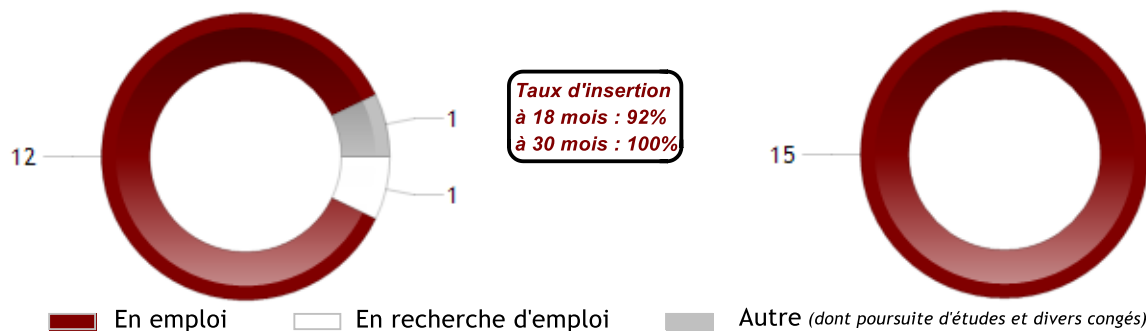 12
1
1
Taux d'insertion
à 18 mois : 92%
à 30 mois : 100%
15
En emploi
En recherche d'emploi
Autre (dont poursuite d'études et divers congés)